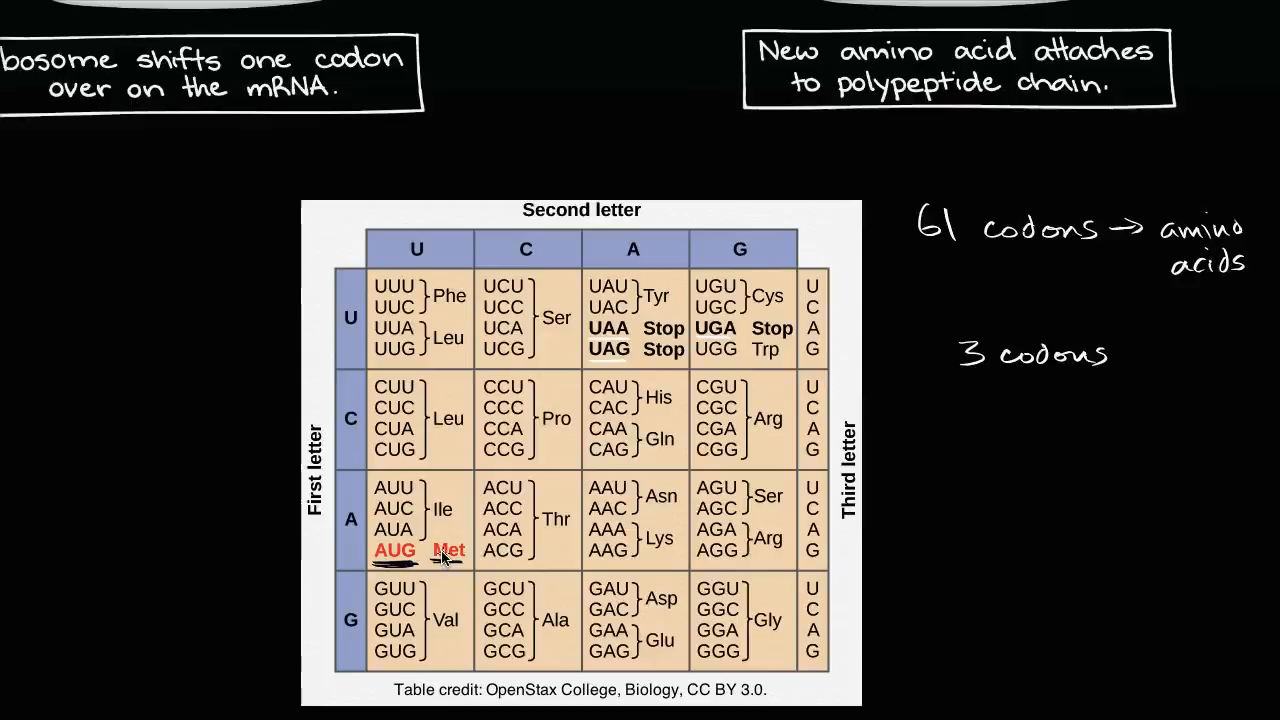 bosome shifts one codon
over on the mRNA.
New amino acid attaches
to polypeptide chain.
61 codons → amino
acids
3 codons
Second letter
U C A G
First letter
U
UUU
UUC
Phe
UUA
UUG
Leu
UCU
UCC
UCA
UCG
Ser
UAU
UAC
Tyr
UAA Stop
UAG Stop
UGU
UGC
Cys
UGA Stop
UGG Trp
U
C
A
G
C
CUU
CUC
CUA
CUG
Leu
CCU
CCC
CCA
CCG
Pro
CAU
CAC
His
CAA
CAG
Gln
CGU
CGC
CGA
CGG
Arg
U
C
A
G
A
AUU
AUC
AUA
Ile
AUG Met
ACU
ACC
ACA
ACG
Thr
AAU
AAC
Asn
AAA
AAG
Lys
AGU
AGC
Ser
AGA
AGG
Arg
U
C
A
G
G
GUU
GUC
GUA
GUG
Val
GCU
GCC
GCA
GCG
Ala
GAU
GAC
Asp
GAA
GAG
Glu
GGU
GGC
GGA
GGG
Gly
U
C
A
G
Third letter
Table credit: OpenStax College, Biology, CC BY 3.0.